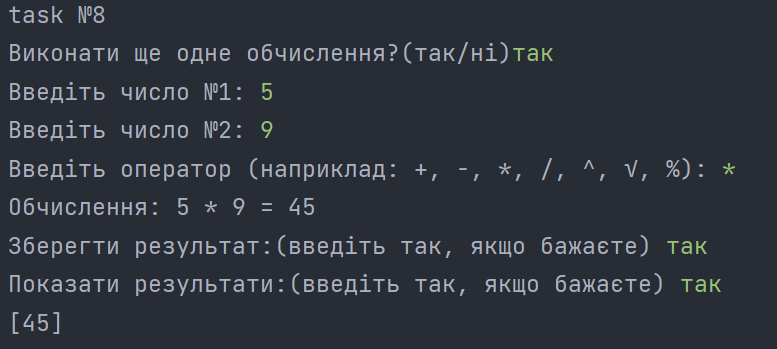 task №8
Виконати ще одне обчислення?(так/ні)так
Введіть число №1: 5
Введіть число №2: 9
Введіть оператор (наприклад: +, -, *, /, ^, √, %): *
Обчислення: 5 * 9 = 45
Зберегти результат:(введіть так, якщо бажаєте) так
Показати результати:(введіть так, якщо бажаєте) так
[45]